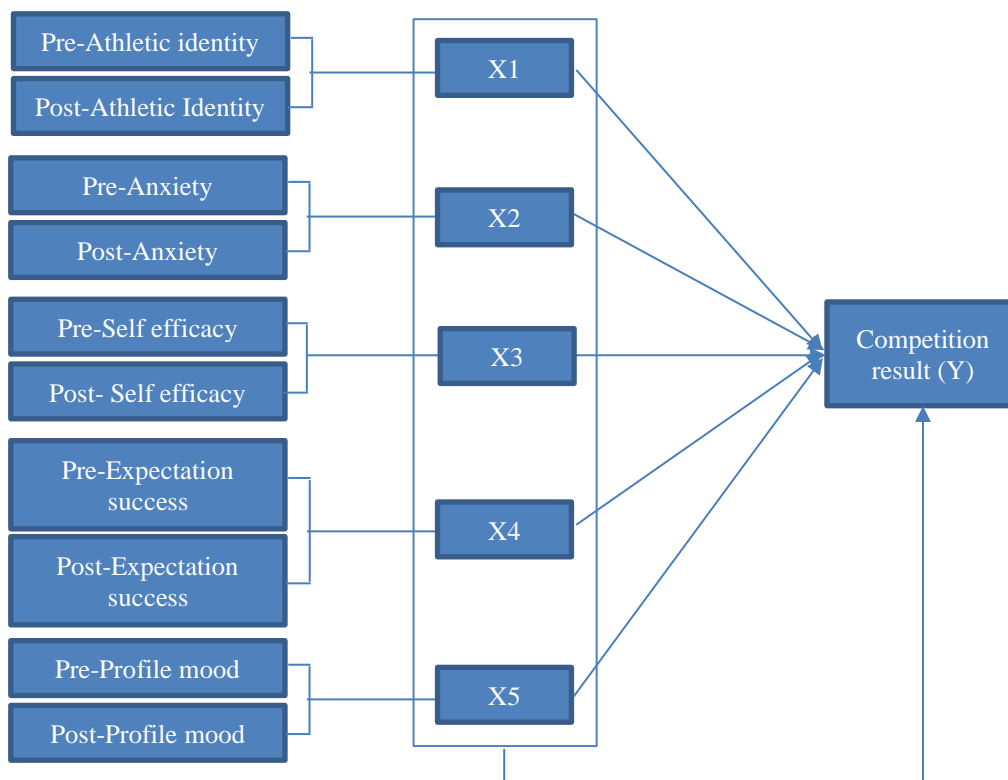 Pre-Athletic identity
Post-Athletic Identity
X1
Pre-Anxiety
Post-Anxiety
X2
Pre-Self efficacy
Post- Self efficacy
X3
Competition
result (Y)
Pre-Expectation
success
Post-Expectation
success
X4
Pre-Profile mood
Post-Profile mood
X5